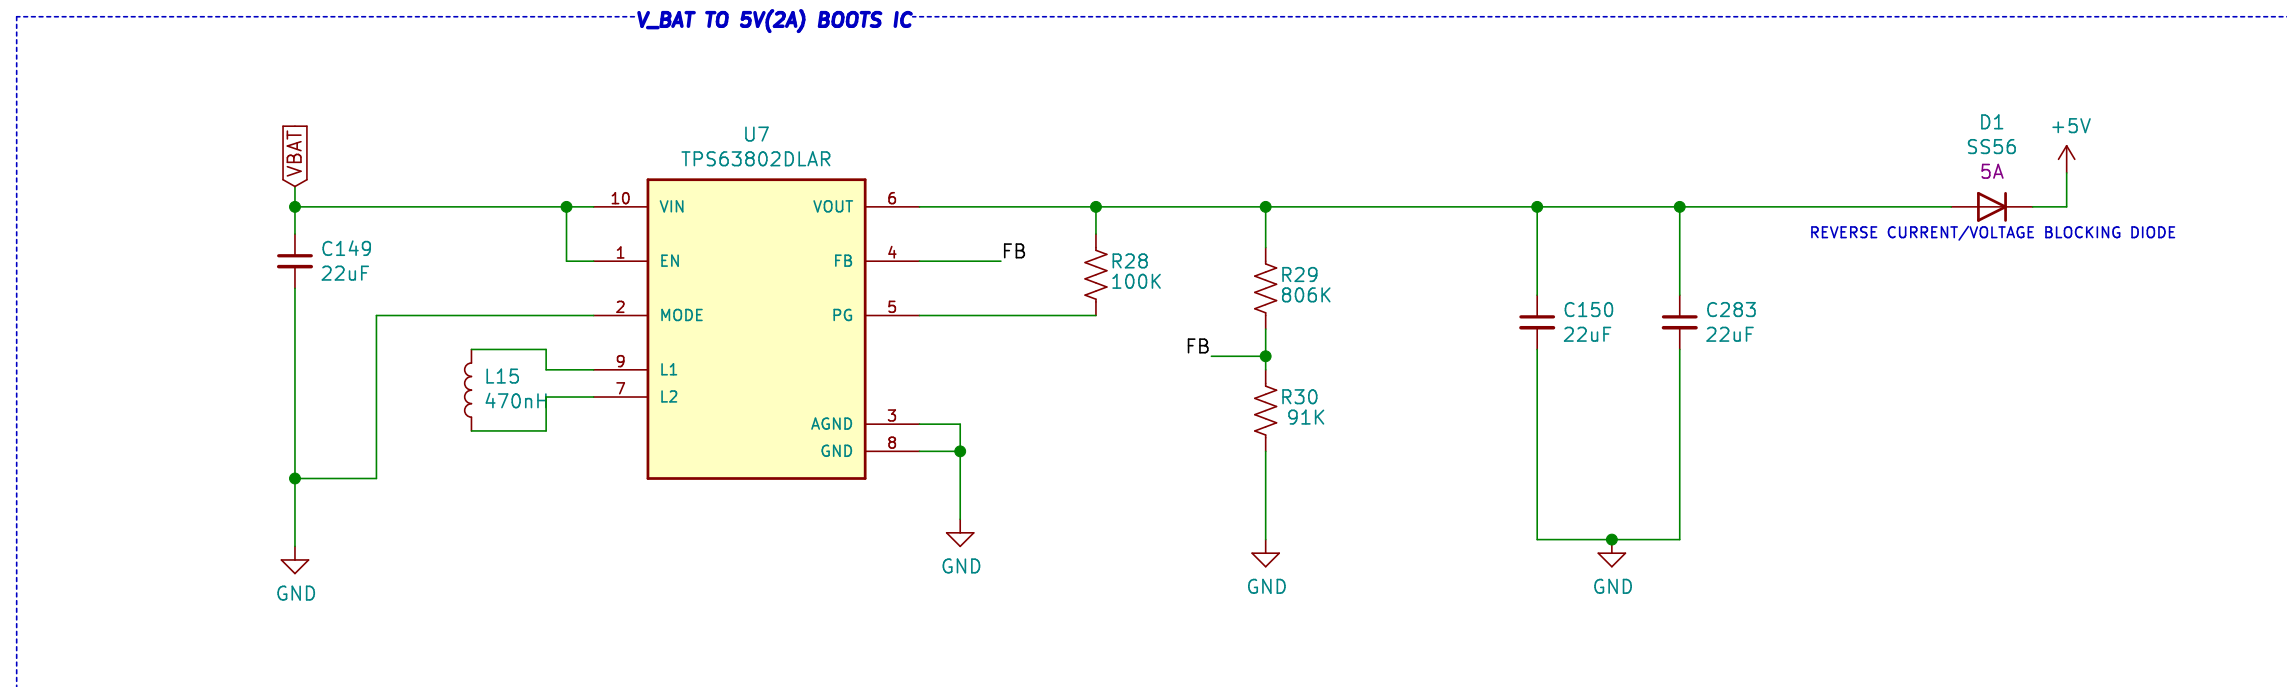 V_BAT TO 5V(2A) BOOTS IC
VBAT
C149
22uF
GND
U7
TPS63802DLAR
10
VIN
1
EN
2
MODE
9
L1
7
L2
L15
470nH
VOUT
6
FB
4
FB
PG
5
AGND
3
GND
8
GND
R28
100K
R29
806K
FB
R30
91K
GND
C150
22uF
C283
22uF
GND
D1
SS56
5A
+5V
REVERSE CURRENT/VOLTAGE BLOCKING DIODE